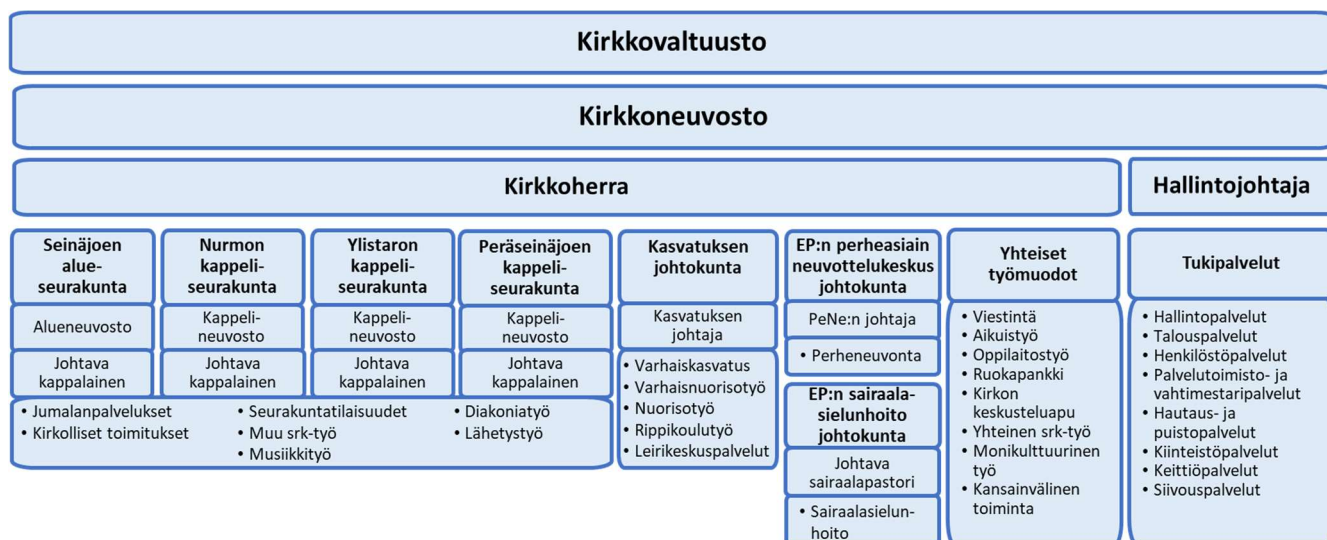 Kirkkovaltuusto
Kirkkoneuvosto
Kirkkoherra
Hallintojohtaja
Seinäjoen
alue-
seurakunta
Alueneuvosto
Johtava
kappalainen
Nurmon
kappeli-
seurakunta
Kappeli-
neuvosto
Johtava
kappalainen
Ylistaron
kappeli-
seurakunta
Kappeli-
neuvosto
Johtava
kappalainen
Peräseinäjoen
kappeli-
seurakunta
Kappeli-
neuvosto
Johtava
kappalainen
• Jumalanpalvelukset
• Kirkolliset toimitukset
• Seurakuntatilaisuudet
• Muu srk-työ
• Musiikkityö
• Diakoniatyö
• Lähetystyö
Kasvatuksen
johtokunta
Kasvatuksen
johtaja
• Varhaiskasvatus
• Varhaisnuorisotyö
• Nuorisotyö
• Rippikoulutyö
• Leirikeskuspalvelut
EP:n perheasiain
neuvottelukeskus
johtokunta
PeNe:n johtaja
• Perheneuvonta
EP:n sairaala-
sielunhoito
johtokunta
Johtava
sairaalapastori
• Sairaalasielun-
hoito
Yhteiset
työmuodot
• Viestintä
• Aikuistyö
• Oppilaitostyö
• Ruokapankki
• Kirkon
keskusteluapu
• Yhteinen srk-työ
• Monikulttuurinen
työ
• Kansainvälinen
toiminta
Tukipalvelut
• Hallintopalvelut
• Talouspalvelut
• Henkilöstöpalvelut
• Palvelutoimisto- ja
vahtimestaripalvelut
• Hautaus- ja
puistopalvelut
• Kiinteistöpalvelut
• Keittiöpalvelut
• Siivouspalvelut